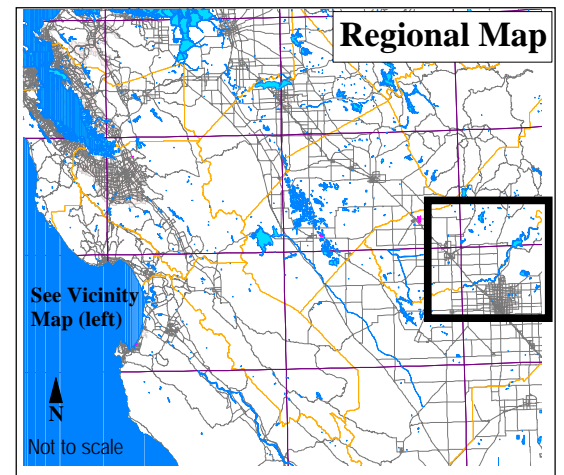 Regional Map
See Vicinity
Map (left)
N
Not to scale